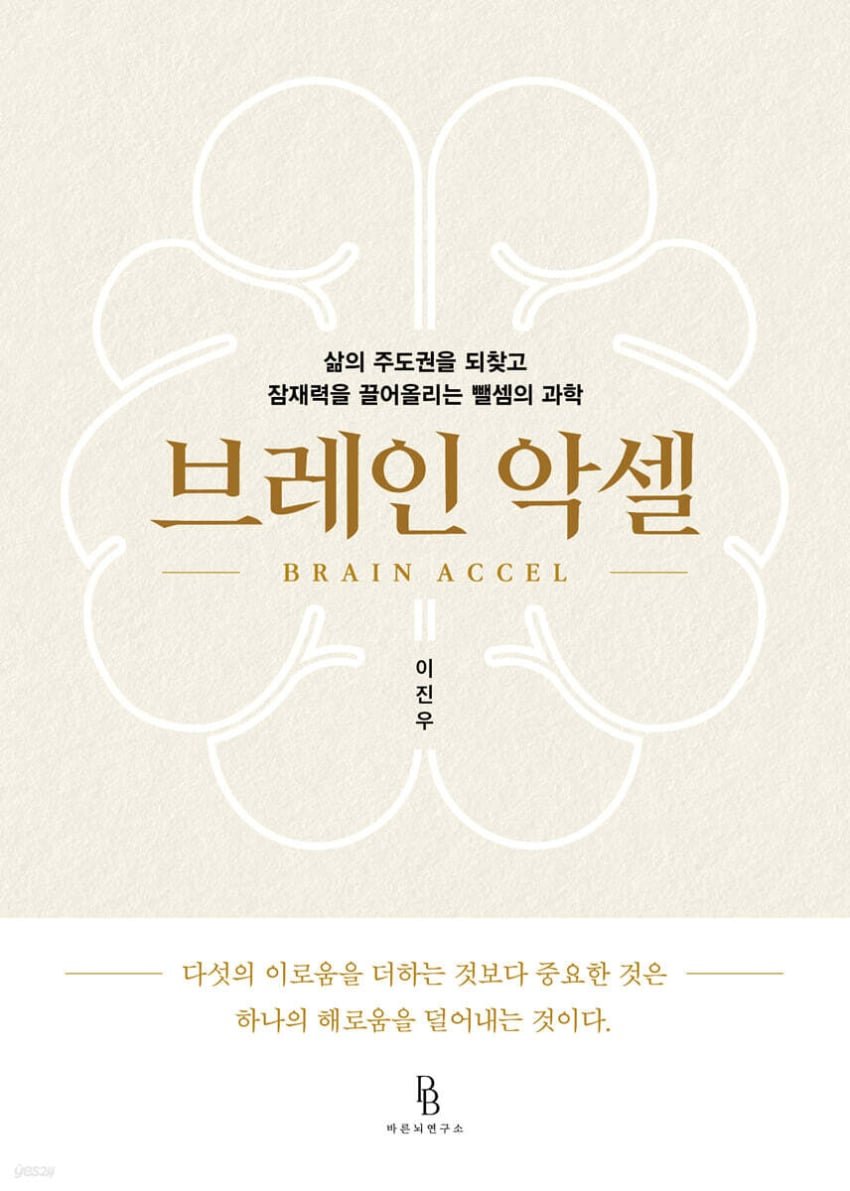 삶의 주도권을 되찾고
잠재력을 끌어올리는 뺄셈의 과학
브레인 악셀
BRAIN ACCEL
이진우
다섯의 이로움을 더하는 것보다 중요한 것은
하나의 해로움을 덜어내는 것이다.
BB
바른뇌연구소
yes24